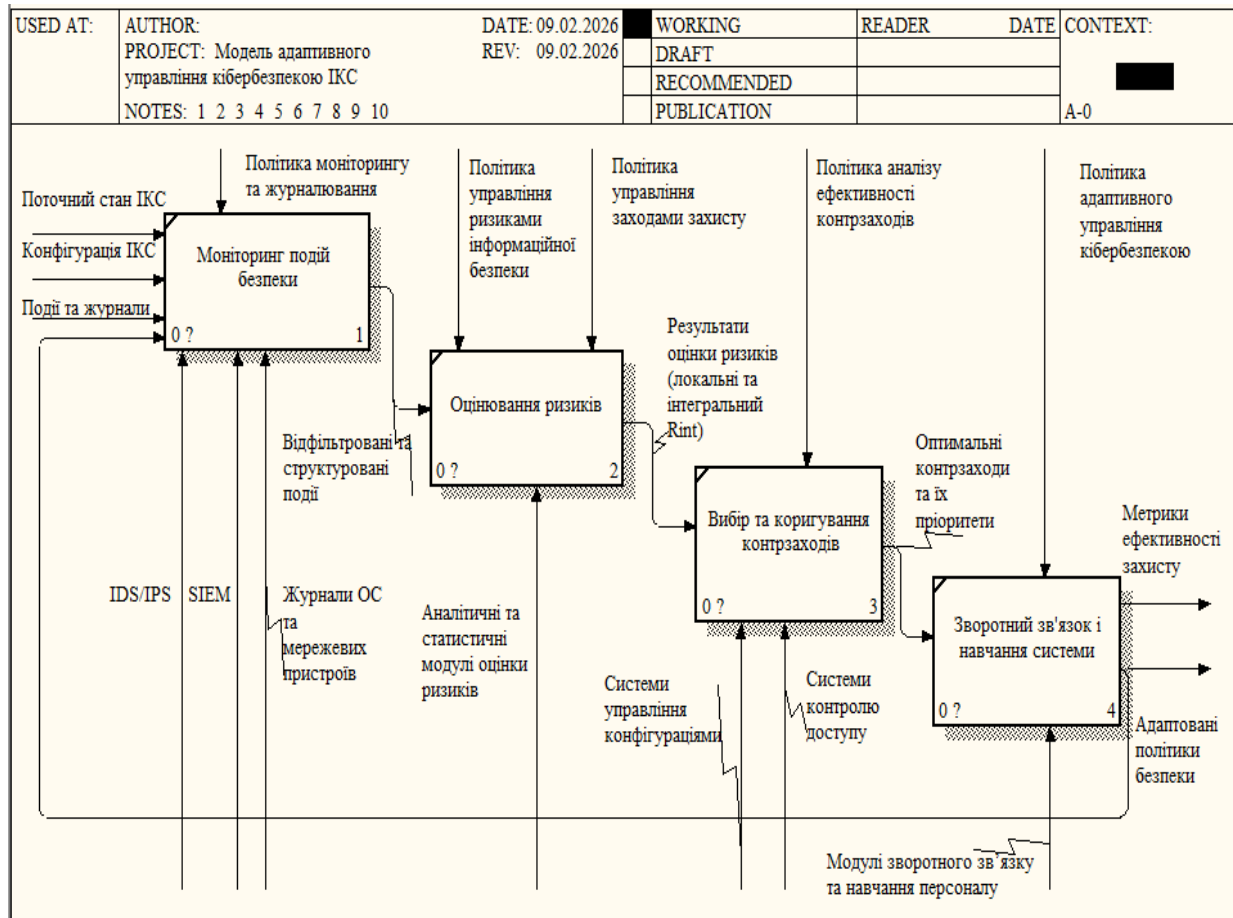 USED AT:
AUTHOR:
DATE: 09.02.2026
PROJECT: Модель адаптивного
управління кібербезпекою ІКС
REV: 09.02.2026
NOTES: 1 2 3 4 5 6 7 8 9 10
WORKING
DRAFT
RECOMMENDED
PUBLICATION
READER
DATE
CONTEXT:
A-0
Політика моніторингу
та журналювання
Політика
управління
ризиками
інформаційної
безпеки
Політика
управління
заходами захисту
Політика аналізу
ефективності
контрзаходів
Політика
адаптивного
управління
кібербезпекою
Поточний стан ІКС
Конфігурація ІКС
Події та журнали
Моніторинг подій
безпеки
0 ?
1
Відфільтровані та
структуровані
події
Оцінювання ризиків
0 ?
2
Результати
оцінки ризиків
(локальні та
інтегральний
Rint)
Вибір та коригування
контрзаходів
0 ?
3
Оптимальні
контрзаходи
та їх
пріоритети
Зворотний зв'язок і
навчання системи
0 ?
4
Метрики
ефективності
захисту
Адаптовані
політики
безпеки
IDS/IPS
SIEM
Журнали ОС
та
мережевих
пристроїв
Аналітичні та
статистичні
модулі оцінки
ризиків
Системи
управління
конфігураціями
Системи
контролю
доступу
Модулі зворотного зв'язку
та навчання персоналу